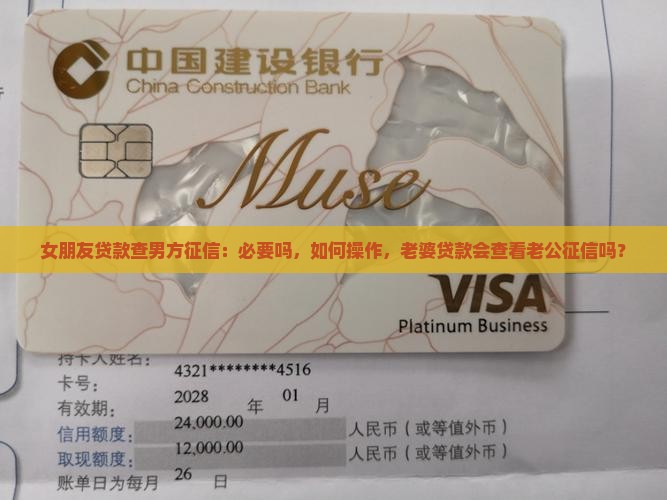 中国建设银行
China Construction Bank
Muse
女朋友贷款查男方征信：必要吗，如何操作，老婆贷款会查看老公征信吗？
VISA
Platinum Business
持卡人姓名：
卡号： 4321********4516
有效期： 2028 年 01 月
信用额度： 24,000.00 人民币（或等值外币）
取现额度： 12,000.00 人民币（或等值外币）
账单日为每月 26 日